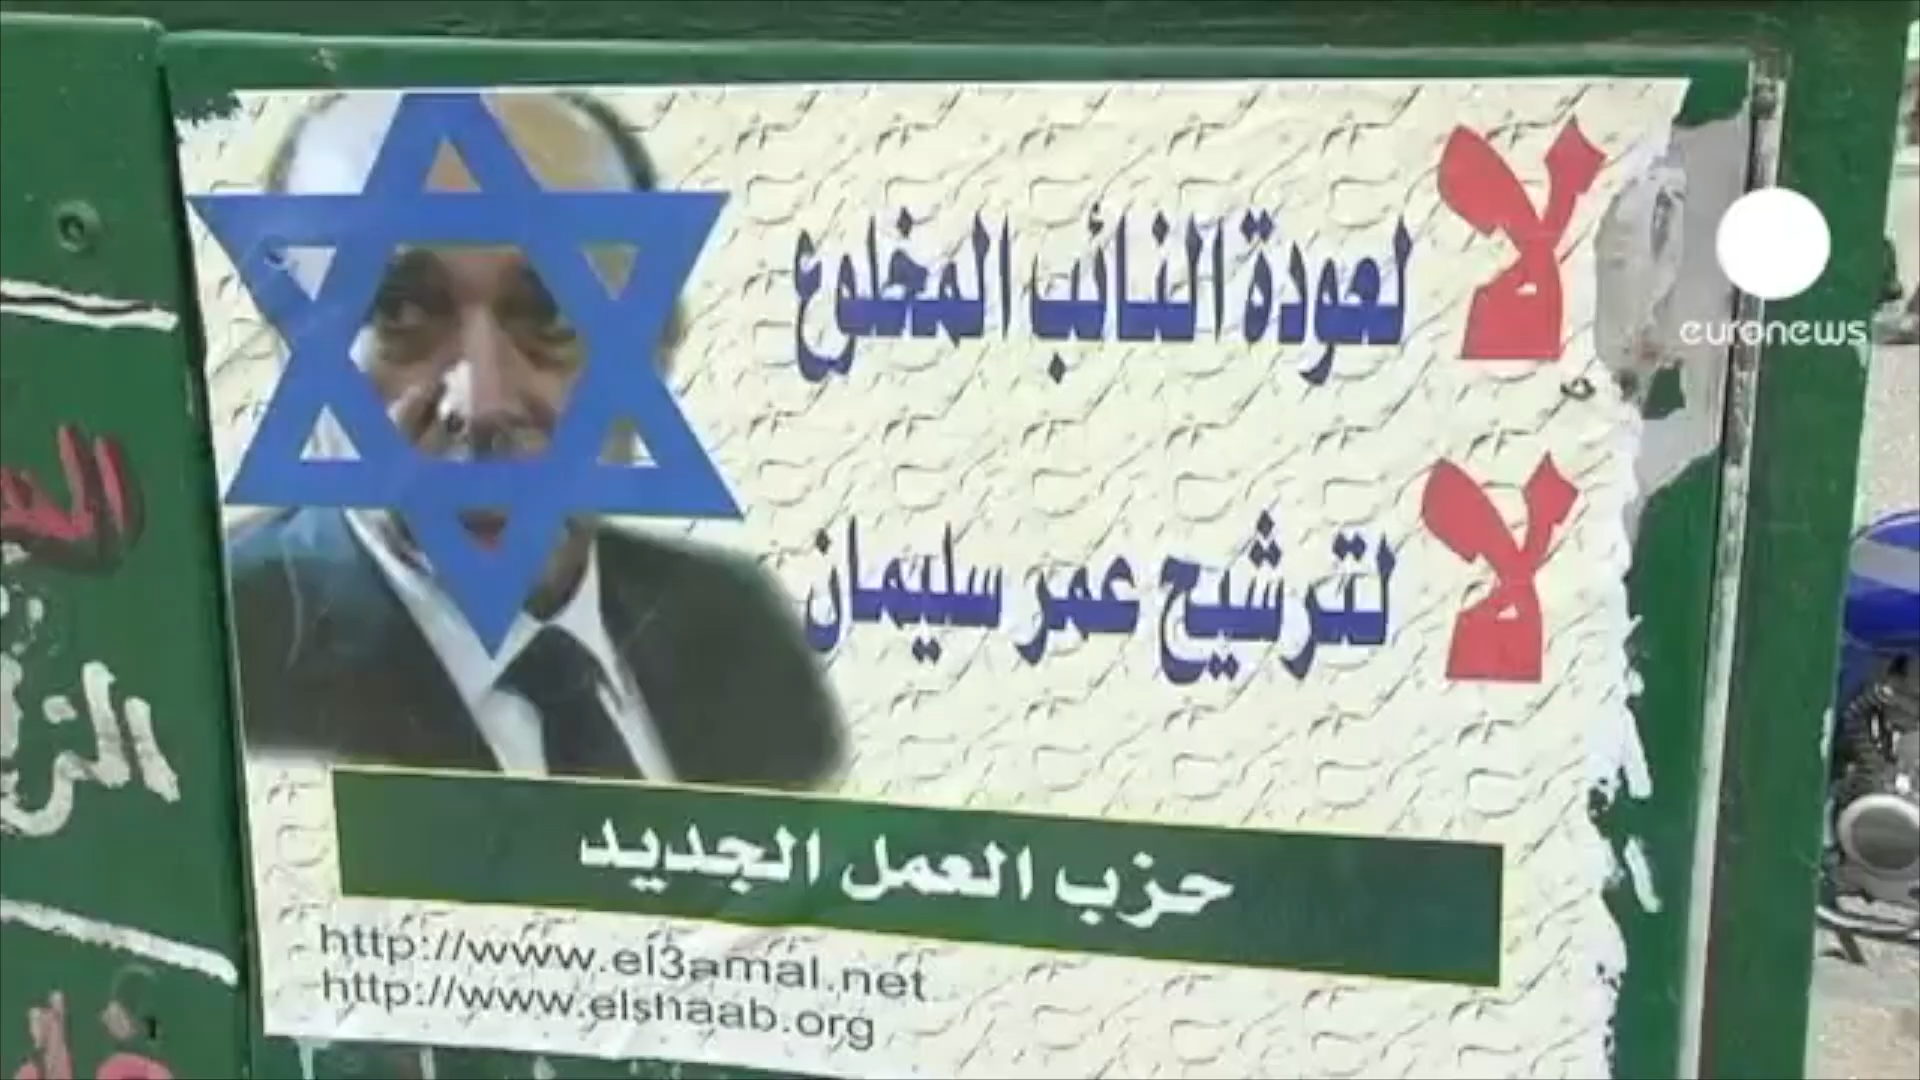 لا لعودة النائب المخلوع
لا لترشيح عمر سليمان
حزب العمل الجديد
http://www.el3amal.net
http://www.elshaab.org
euronews